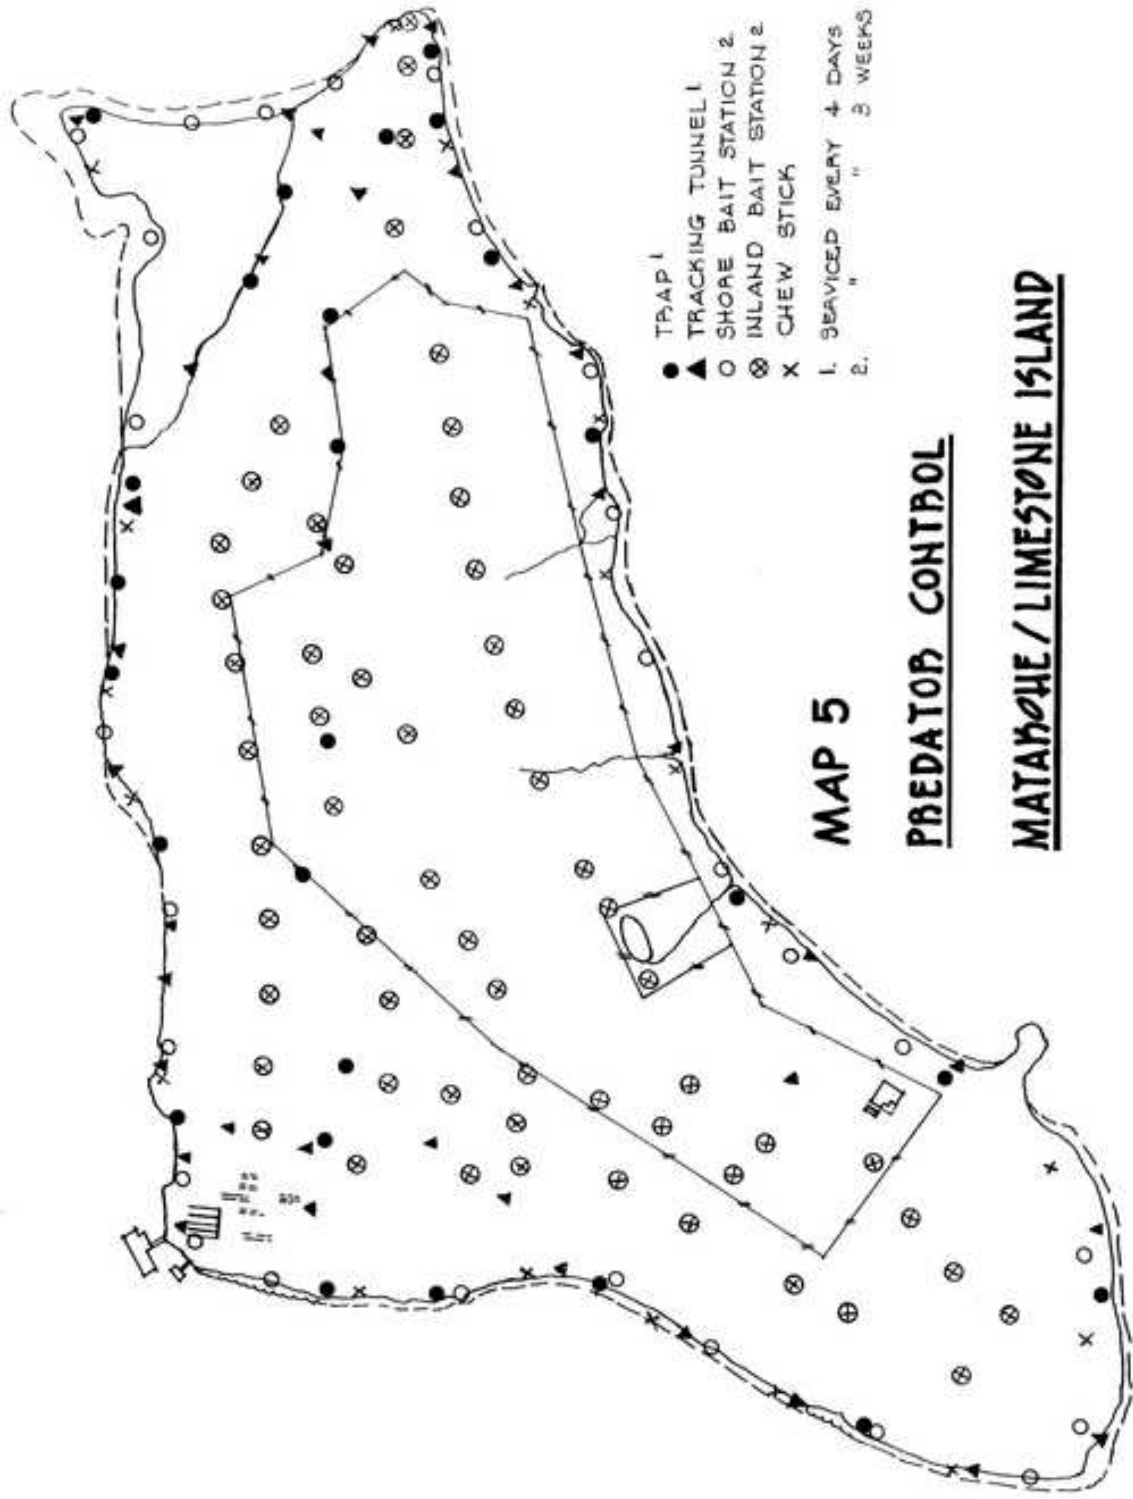 TRAP 1
TRACKING TUNNEL 1
SHORE BAIT STATION 2
INLAND BAIT STATION 2
CHEW STICK
1. SERVICED EVERY 4 DAYS
2. " " 3 WEEKS
MAP 5
PREDATOR CONTROL
MATAKOHE/LIMESTONE ISLAND